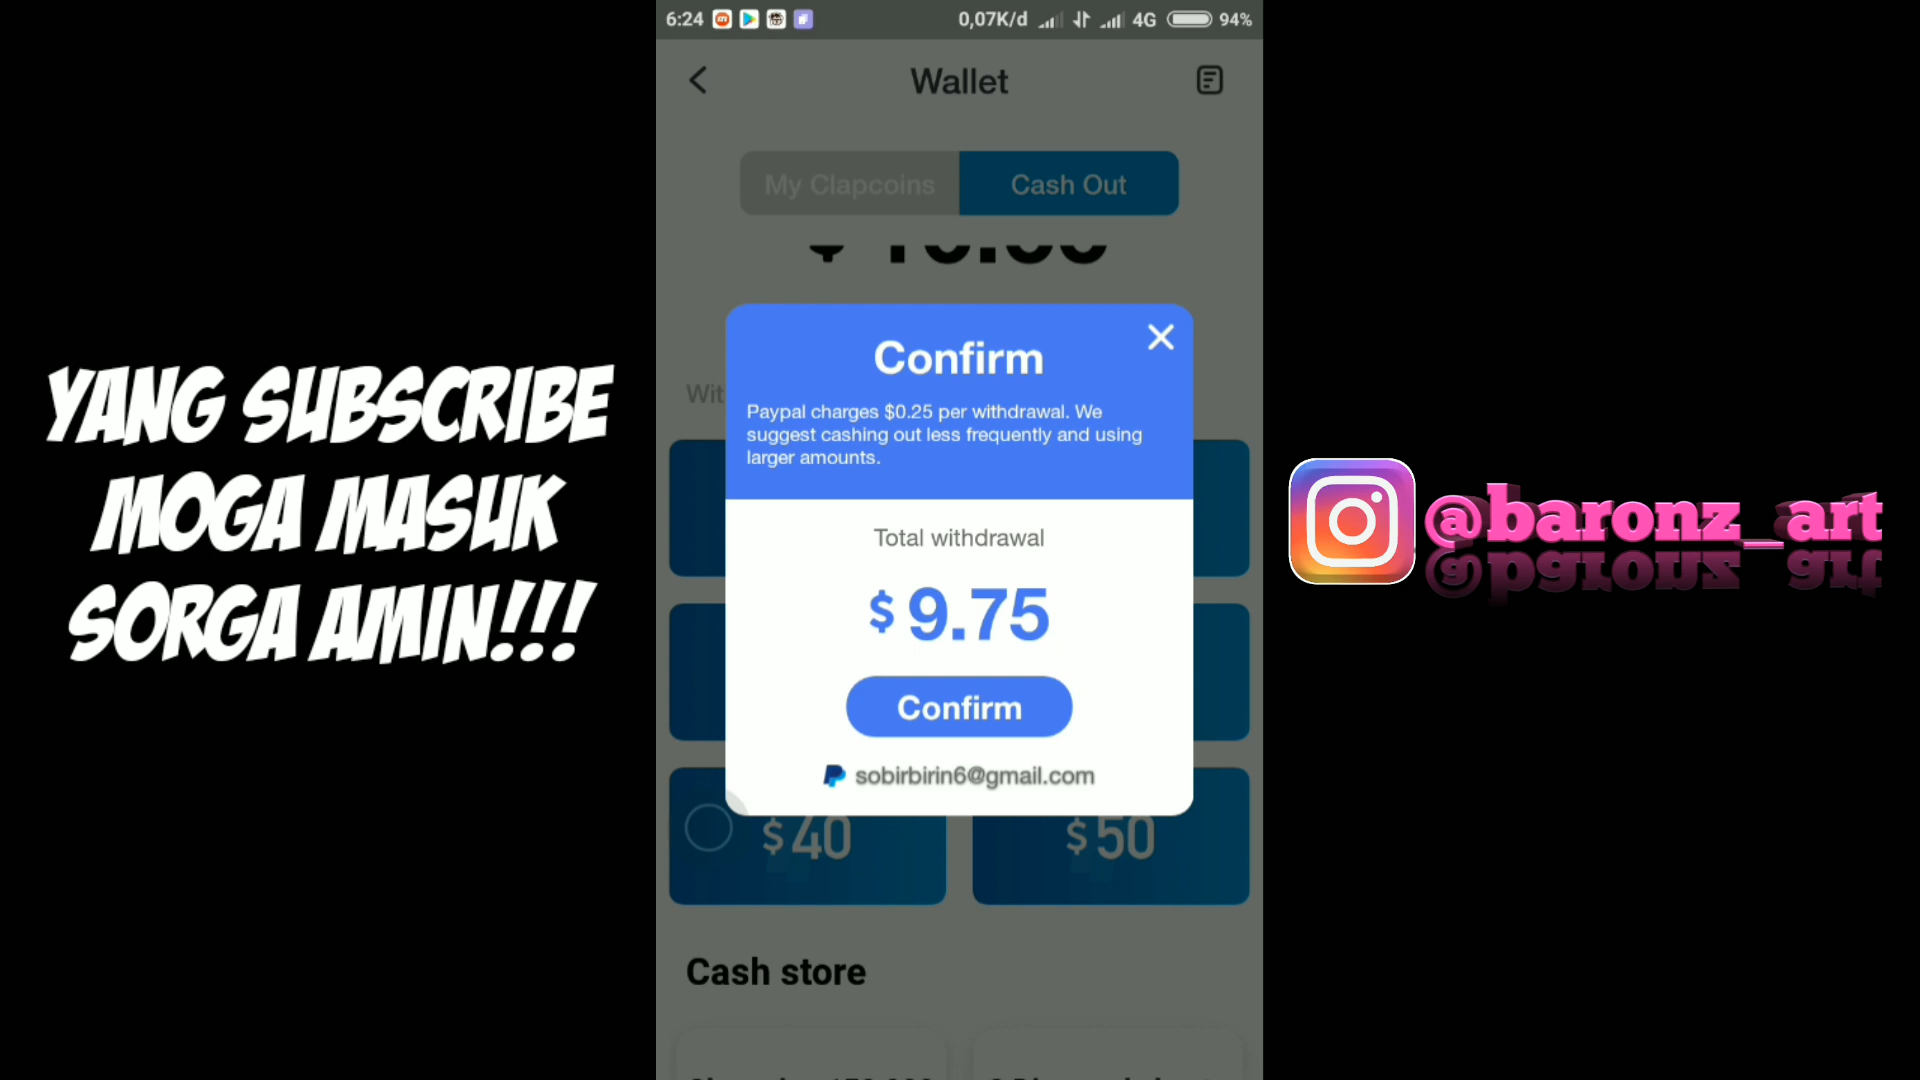 6:24 0,07K/d 4G 94%
Wallet
My Clapcoins Cash Out
Confirm
Wit
Paypal charges $0.25 per withdrawal. We
suggest cashing out less frequently and using
larger amounts.
Total withdrawal
$ 9.75
Confirm
sobirbirin6@gmail.com
$ 40 $ 50
Cash store
YANG SUBSCRIBE
MOGA MASUK
SORGA AMIN!!!
@baronz_art